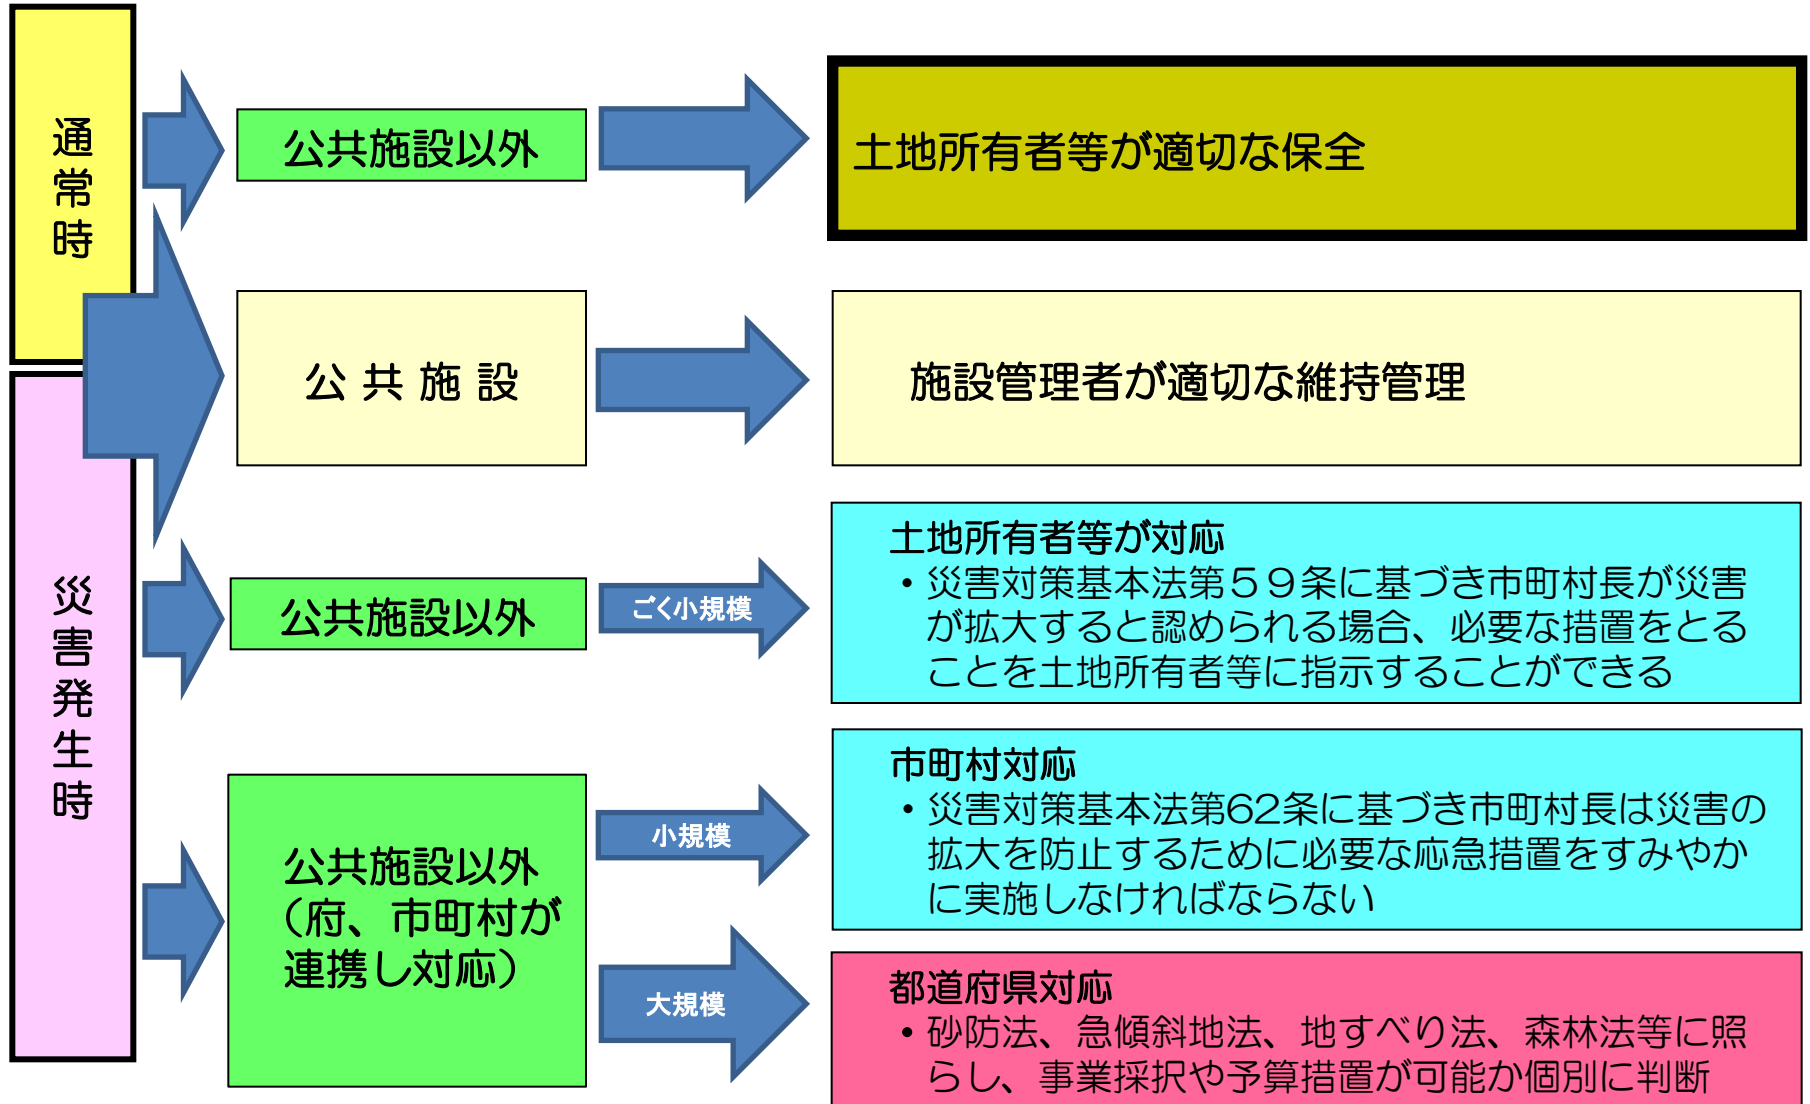 通常時
公共施設以外
土地所有者等が適切な保全
公共施設
施設管理者が適切な維持管理
災害発生時
公共施設以外
ごく小規模
土地所有者等が対応
・災害対策基本法第５９条に基づき市町村長が災害
が拡大すると認められる場合、必要な措置をとる
ことを土地所有者等に指示することができる
公共施設以外
（府、市町村が
連携し対応）
小規模
市町村対応
・災害対策基本法第62条に基づき市町村長は災害の
拡大を防止するために必要な応急措置をすみやか
に実施しなければならない
大規模
都道府県対応
・砂防法、急傾斜地法、地すべり法、森林法等に照
らし、事業採択や予算措置が可能か個別に判断